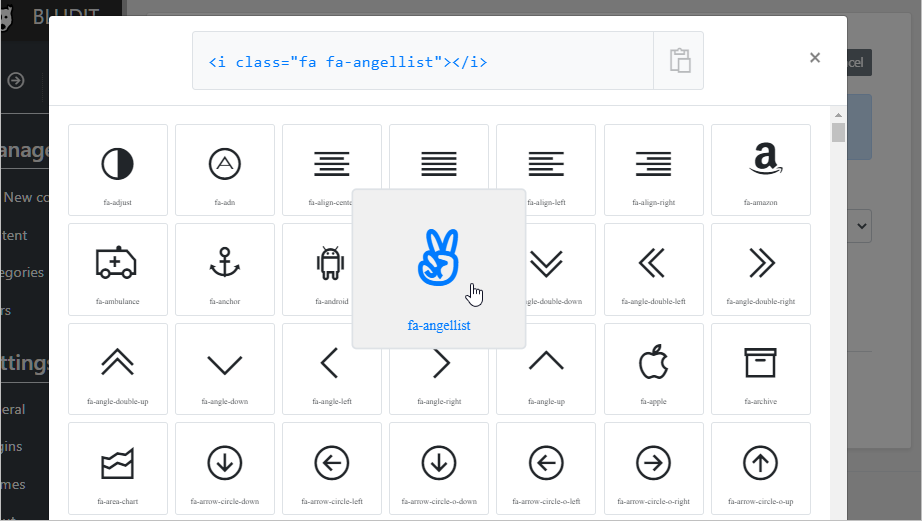 BLUDIT
<i class="fa fa-angellist"></i>
×
cel
anage
New co
tent
egories
rs
ttings
eral
gins
mes
fa-adjust
fa-adn
fa-align-cente
fa-align-left
fa-align-right
fa-amazon
fa-ambulance
fa-anchor
fa-android
fa-angellist
fa-angle-double-down
fa-angle-double-left
fa-angle-double-right
fa-angle-double-up
fa-angle-down
fa-angle-left
fa-angle-right
fa-angle-up
fa-apple
fa-archive
fa-area-chart
fa-arrow-circle-down
fa-arrow-circle-left
fa-arrow-circle-o-down
fa-arrow-circle-o-left
fa-arrow-circle-o-right
fa-arrow-circle-o-up